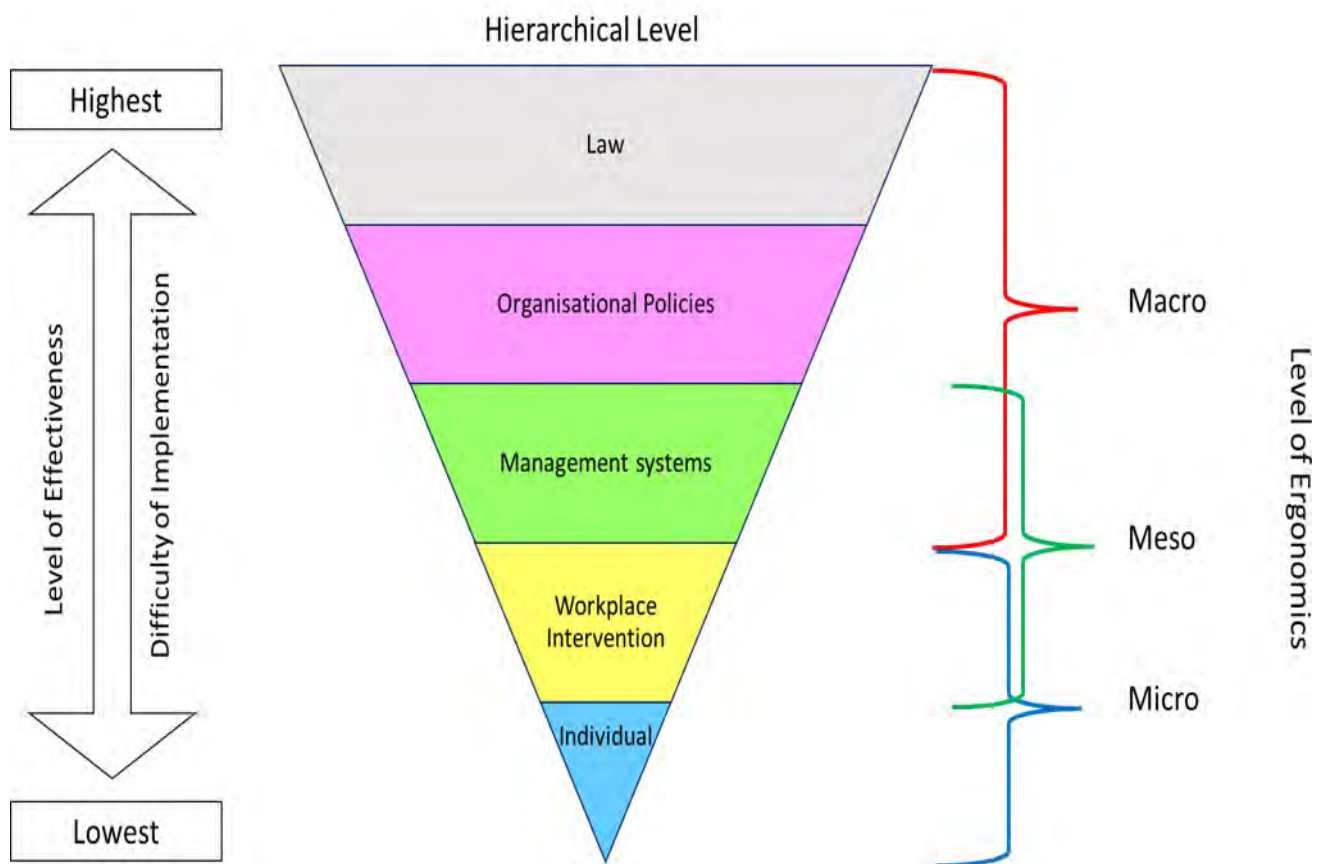 Hierarchical Level
Highest
Law
Organisational Policies
Macro
Level of Effectiveness
Difficulty of Implementation
Management systems
Level of Ergonomics
Meso
Workplace
Intervention
Micro
Individual
Lowest